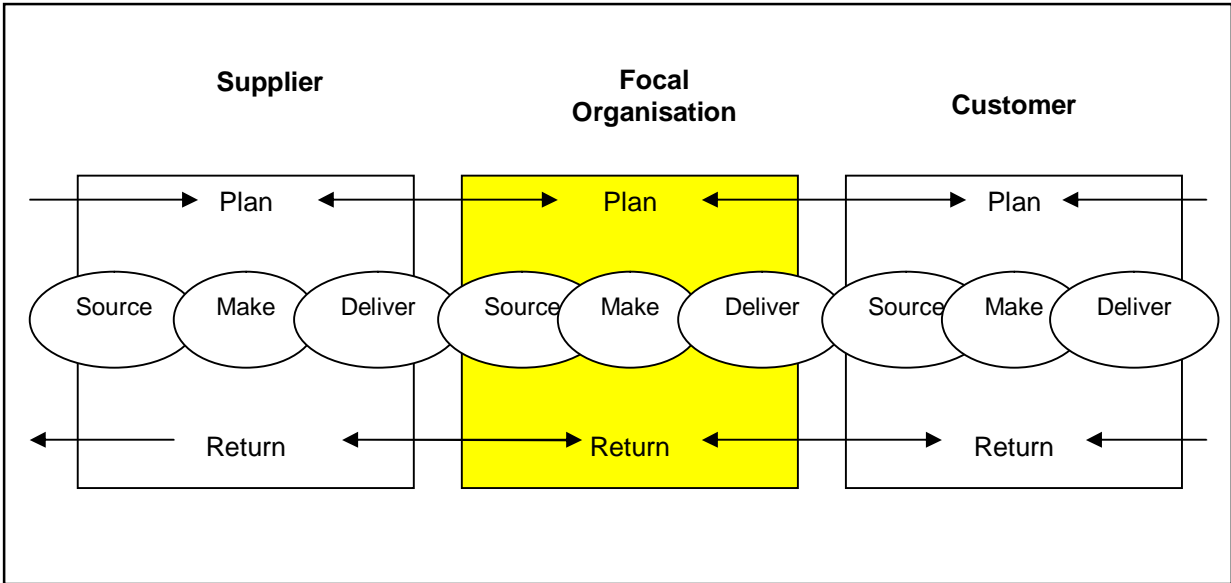 Supplier
Focal
Organisation
Customer
Plan
Plan
Plan
Source
Make
Deliver
Source
Make
Deliver
Source
Make
Deliver
Return
Return
Return